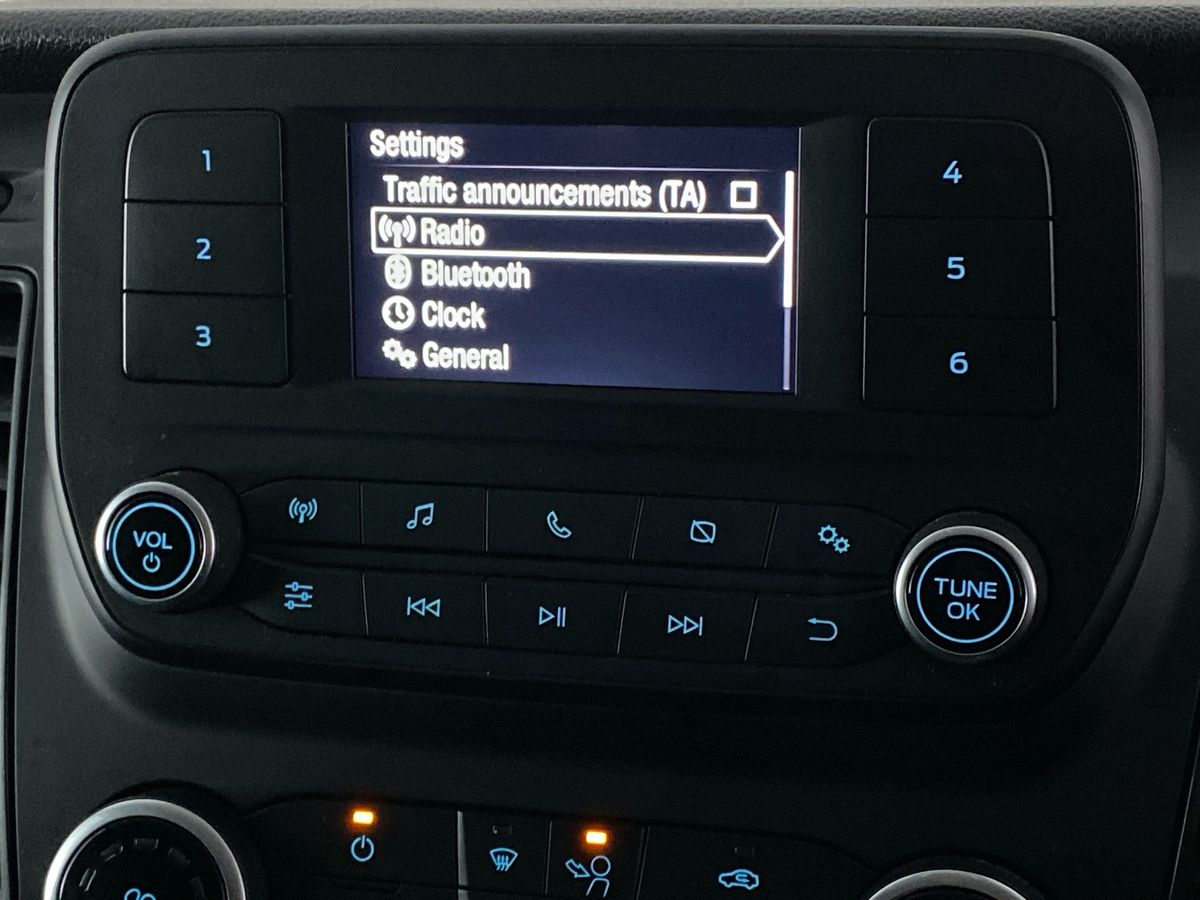 1
2
3
Settings
Traffic announcements (TA)
Radio
Bluetooth
Clock
General
4
5
6
VOL
TUNE
OK